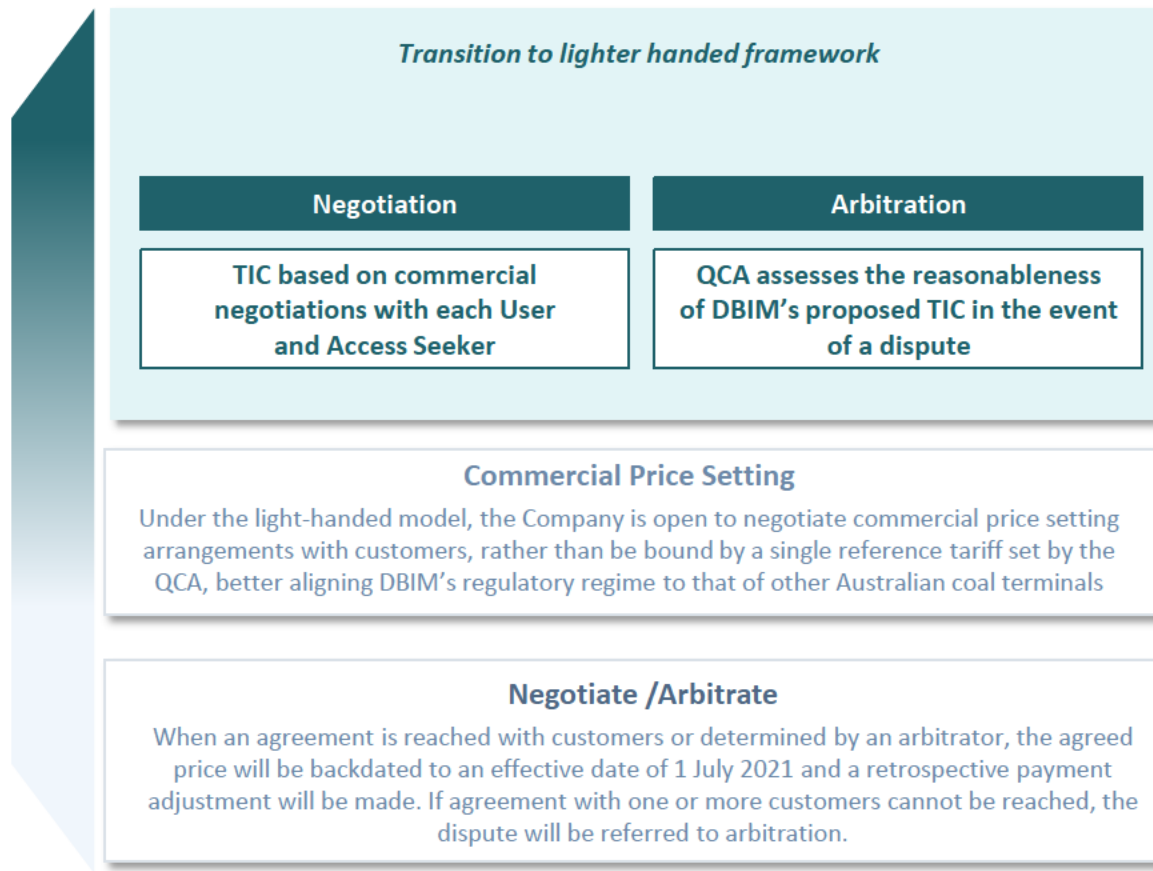 Transition to lighter handed framework
Negotiation
Arbitration
TIC based on commercial
negotiations with each User
and Access Seeker
QCA assesses the reasonableness
of DBIM's proposed TIC in the event
of a dispute
Commercial Price Setting
Under the light-handed model, the Company is open to negotiate commercial price setting
arrangements with customers, rather than be bound by a single reference tariff set by the
QCA, better aligning DBIM's regulatory regime to that of other Australian coal terminals
Negotiate /Arbitrate
When an agreement is reached with customers or determined by an arbitrator, the agreed
price will be backdated to an effective date of 1 July 2021 and a retrospective payment
adjustment will be made. If agreement with one or more customers cannot be reached, the
dispute will be referred to arbitration.